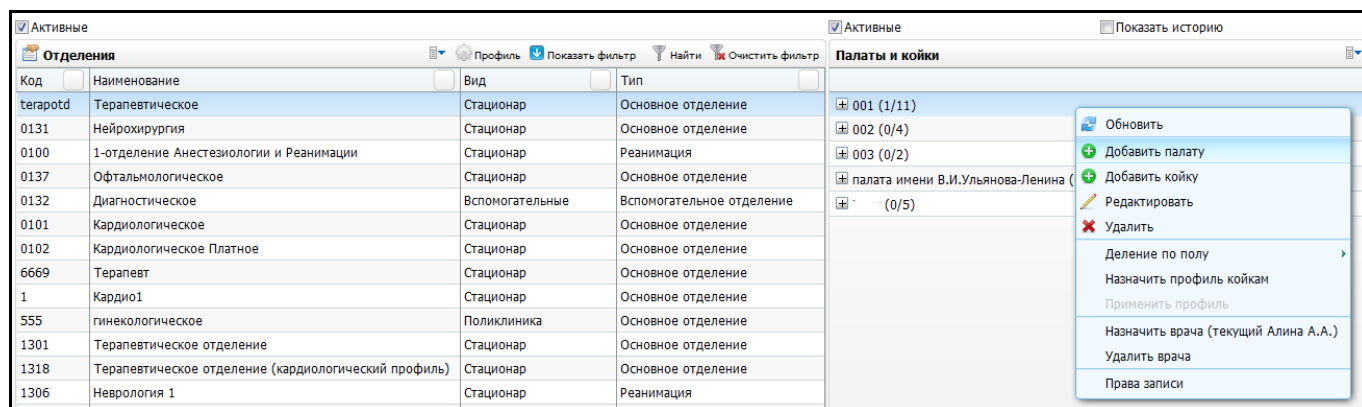 Активные
Активные
Показать историю
Отделения
Профиль Показать фильтр Найти Очистить фильтр
Палаты и койки
Код Наименование Вид Тип
terapotd Терапевтическое Стационар Основное отделение
0131 Нейрохирургия Стационар Основное отделение
0100 1-отделение Анестезиологии и Реанимации Стационар Реанимация
0137 Офтальмологическое Стационар Основное отделение
0132 Диагностическое Вспомогательные Вспомогательное отделение
0101 Кардиологическое Стационар Основное отделение
0102 Кардиологическое Платное Стационар Основное отделение
6669 Терапевт Стационар Основное отделение
1 Кардио1 Стационар Основное отделение
555 гинекологическое Поликлиника Основное отделение
1301 Терапевтическое отделение Стационар Основное отделение
1318 Терапевтическое отделение (кардиологический профиль) Стационар Основное отделение
1306 Неврология 1 Стационар Реанимация
001 (1/11)
002 (0/4)
003 (0/2)
палата имени В.И.Ульянова-Ленина (
(0/5)
Обновить
Добавить палату
Добавить койку
Редактировать
Удалить
Деление по полу
Назначить профиль койкам
Применить профиль
Назначить врача (текущий Алина А.А.)
Удалить врача
Права записи